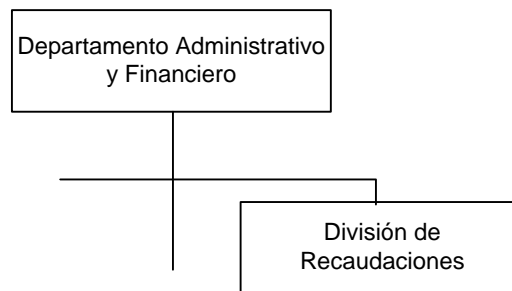 Departamento Administrativo
y Financiero
División de
Recaudaciones